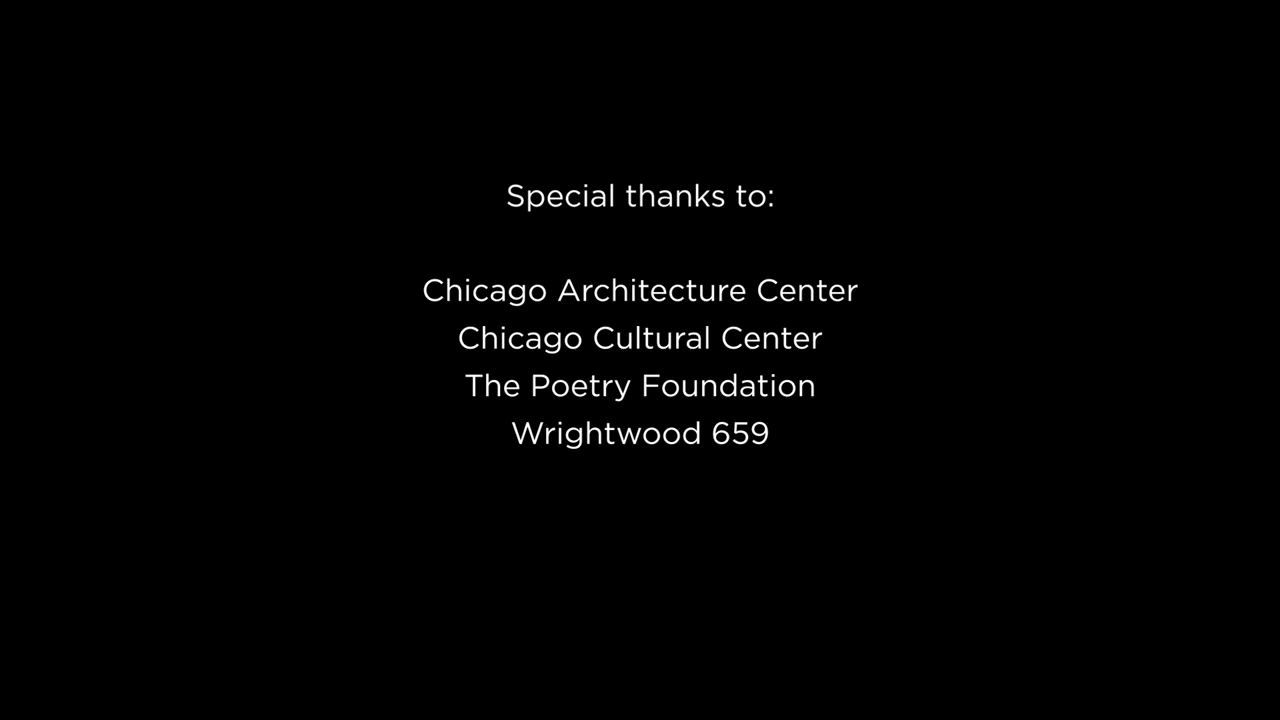 Special thanks to:
Chicago Architecture Center
Chicago Cultural Center
The Poetry Foundation
Wrightwood 659